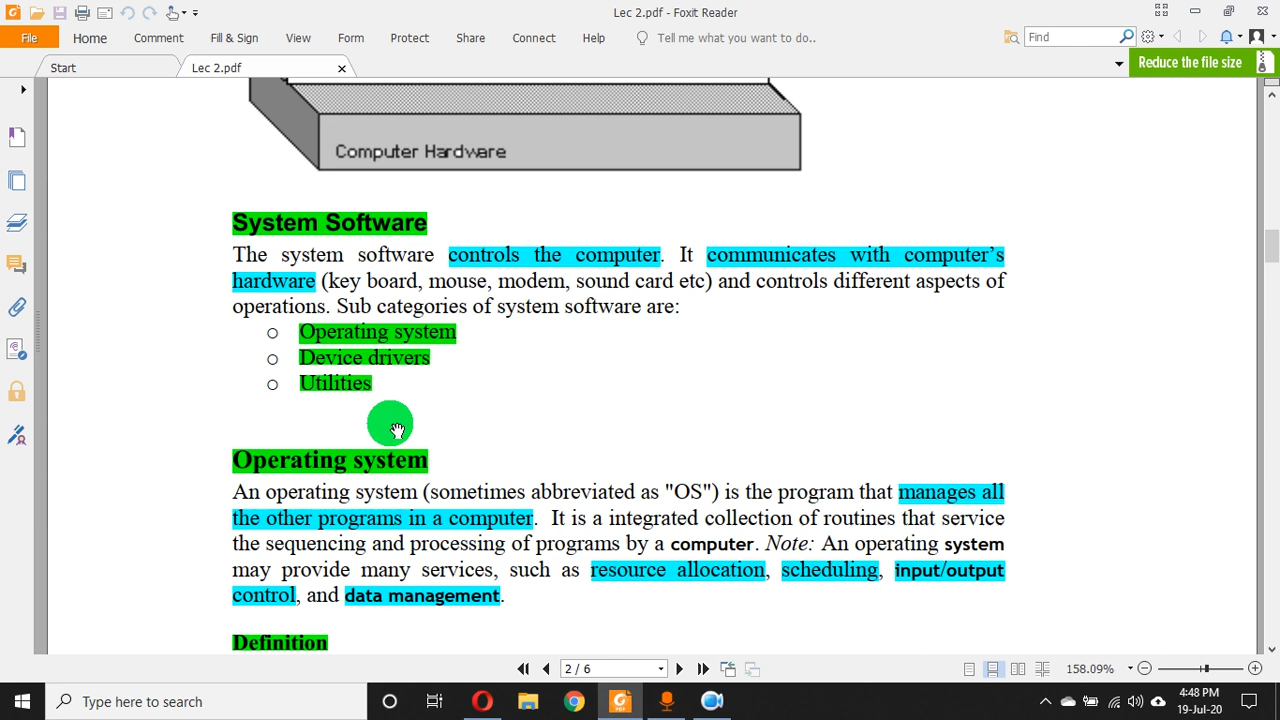 Lec 2.pdf - Foxit Reader
File Home Comment Fill & Sign View Form Protect Share Connect Help Tell me what you want to do.. Find
Start Lec 2.pdf Reduce the file size
Computer Hardware
System Software
The system software controls the computer. It communicates with computer's
hardware (key board, mouse, modem, sound card etc) and controls different aspects of
operations. Sub categories of system software are:
o Operating system
o Device drivers
o Utilities
Operating system
An operating system (sometimes abbreviated as "OS") is the program that manages all
the other programs in a computer. It is a integrated collection of routines that service
the sequencing and processing of programs by a computer. Note: An operating system
may provide many services, such as resource allocation, scheduling, input/output
control, and data management.
Definition
2 / 6 158.09%
Type here to search
4:48 PM
19-Jul-20